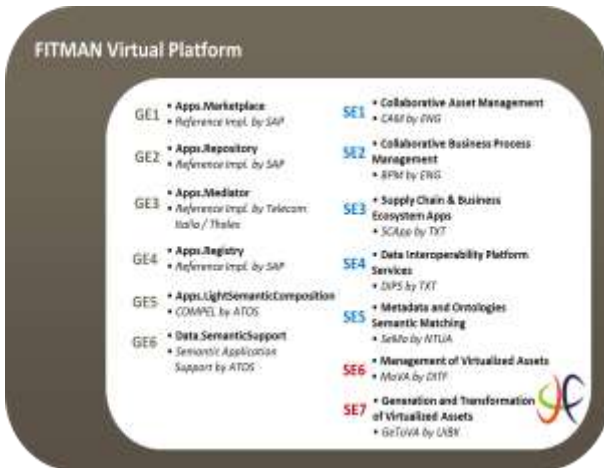 FITMAN Virtual Platform
GE1
• Apps.Marketplace
• Reference Impl. by SAP
GE2
• Apps.Repository
• Reference Impl. by SAP
GE3
• Apps.Mediator
• Reference Impl. by Telecom
Italia / Thales
GE4
• Apps.Registry
• Reference Impl. by SAP
GE5
• Apps.LightSemanticComposition
• COMPEL by ATOS
GE6
• Data.SemanticSupport
• Semantic Application
Support by ATOS
SE1
• Collaborative Asset Management
• CAM by ENG
SE2
• Collaborative Business Process
Management
• BPM by ENG
SE3
• Supply Chain & Business
Ecosystem Apps
• SCApp by TXT
SE4
• Data Interoperability Platform
Services
• DIPS by TXT
SE5
• Metadata and Ontologies
Semantic Matching
• SeMa by NTUA
SE6
• Management of Virtualized Assets
• MoVA by DITF
SE7
• Generation and Transformation
of Virtualized Assets
• GeToVA by UIBK